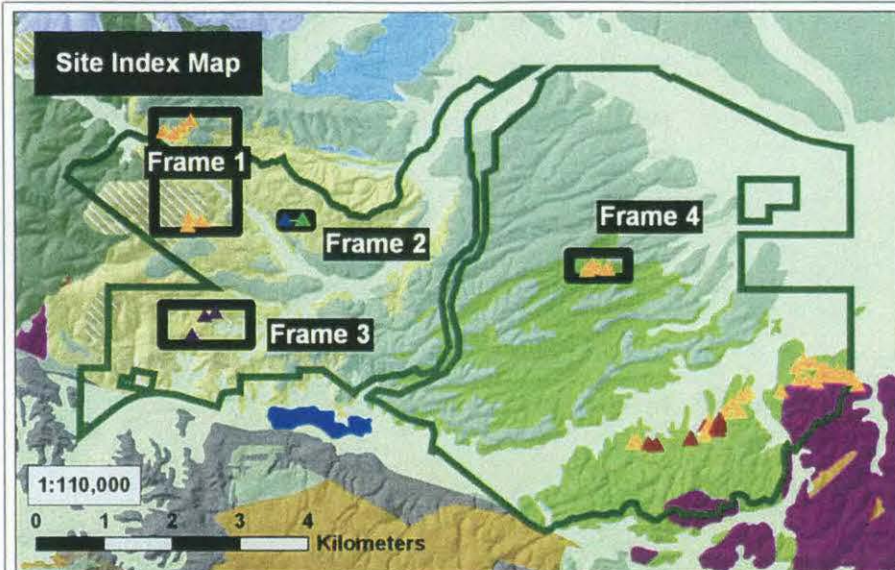 Site Index Map
Frame 1
Frame 2
Frame 4
Frame 3
1:110,000
0 1 2 3 4
Kilometers